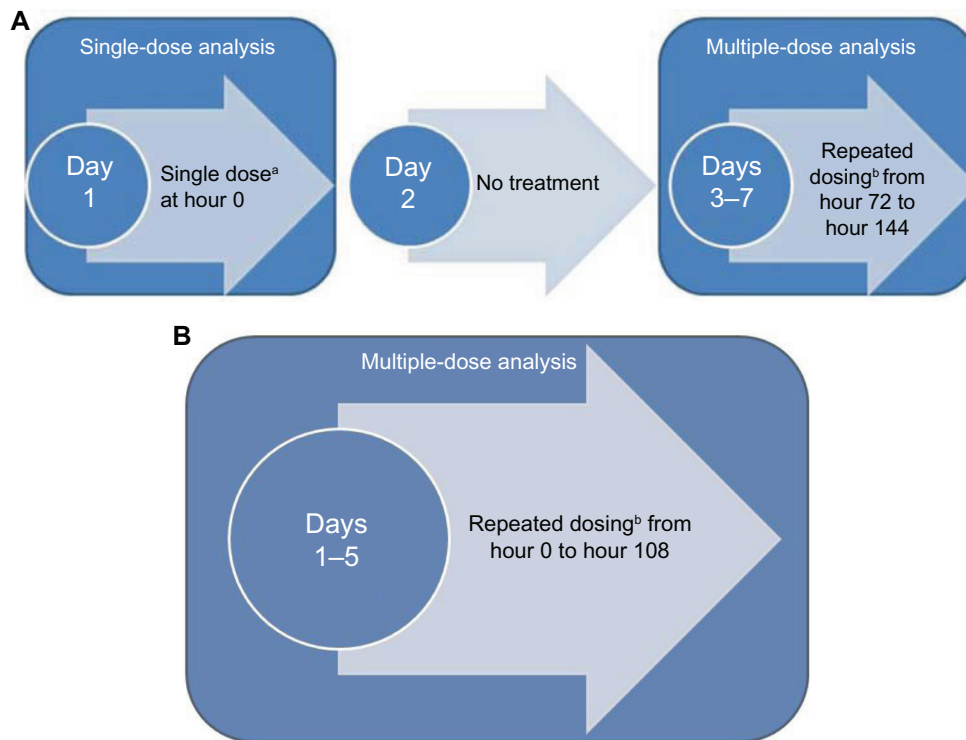 A
Single-dose analysis
Day
1
Single doseᵃ
at hour 0
Day
2
No treatment
Multiple-dose analysis
Days
3–7
Repeated
dosingᵇ from
hour 72 to
hour 144
B
Multiple-dose analysis
Days
1–5
Repeated dosingᵇ from
hour 0 to hour 108